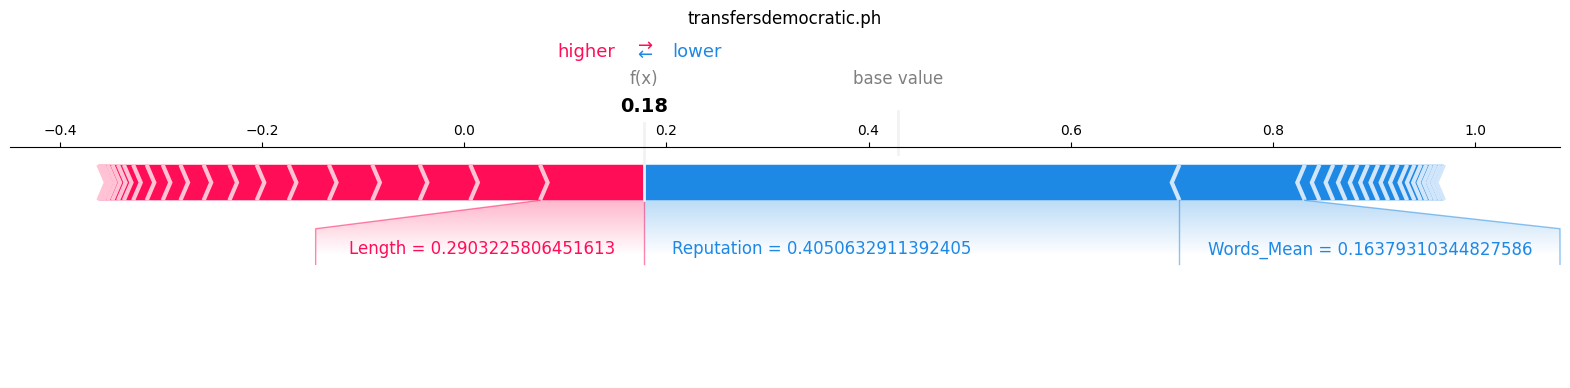 transfersdemocratic.ph
higher ⇄ lower
f(x) base value
0.18
−0.4 −0.2 0.0 0.2 0.4 0.6 0.8 1.0
Length = 0.2903225806451613 Reputation = 0.4050632911392405 Words_Mean = 0.16379310344827586